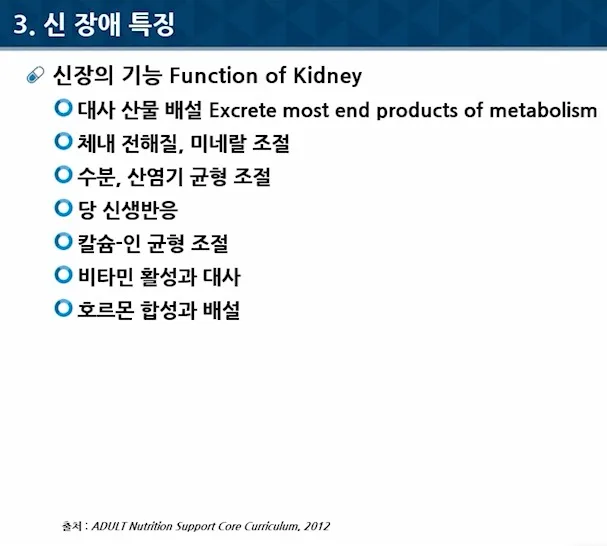 3. 신 장애 특징
신장의 기능 Function of Kidney
대사 산물 배설 Excrete most end products of metabolism
체내 전해질, 미네랄 조절
수분, 산염기 균형 조절
당 신생반응
칼슘-인 균형 조절
비타민 활성과 대사
호르몬 합성과 배설
출처 : ADULT Nutrition Support Core Curriculum, 2012